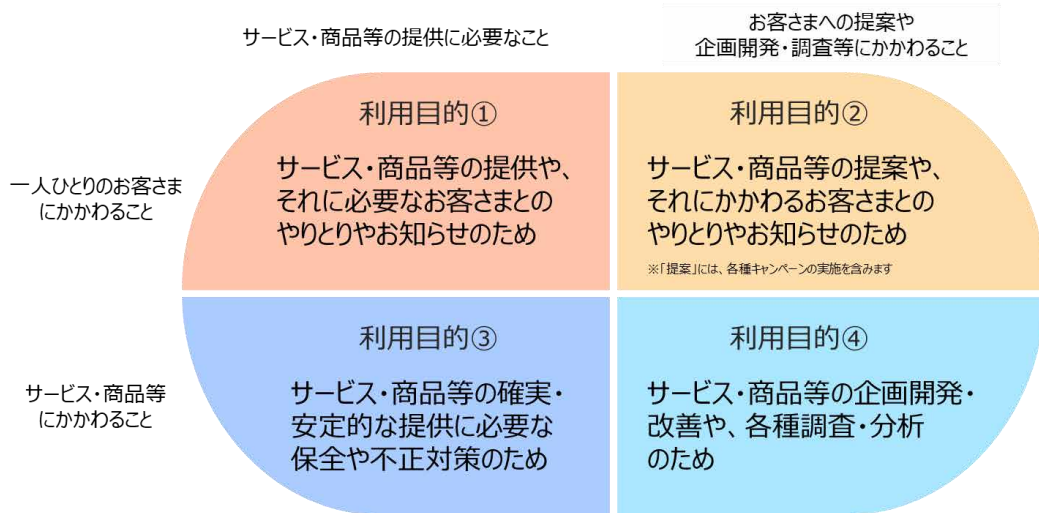 サービス・商品等の提供に必要なこと
お客さまへの提案や
企画開発・調査等にかかわること
一人ひとりのお客さま
にかかわること
利用目的①
サービス・商品等の提供や、
それに必要なお客さまとの
やりとりやお知らせのため
利用目的②
サービス・商品等の提案や、
それにかかわるお客さまとの
やりとりやお知らせのため
※「提案」には、各種キャンペーンの実施を含みます
サービス・商品等
にかかわること
利用目的③
サービス・商品等の確実・
安定的な提供に必要な
保全や不正対策のため
利用目的④
サービス・商品等の企画開発・
改善や、各種調査・分析
のため